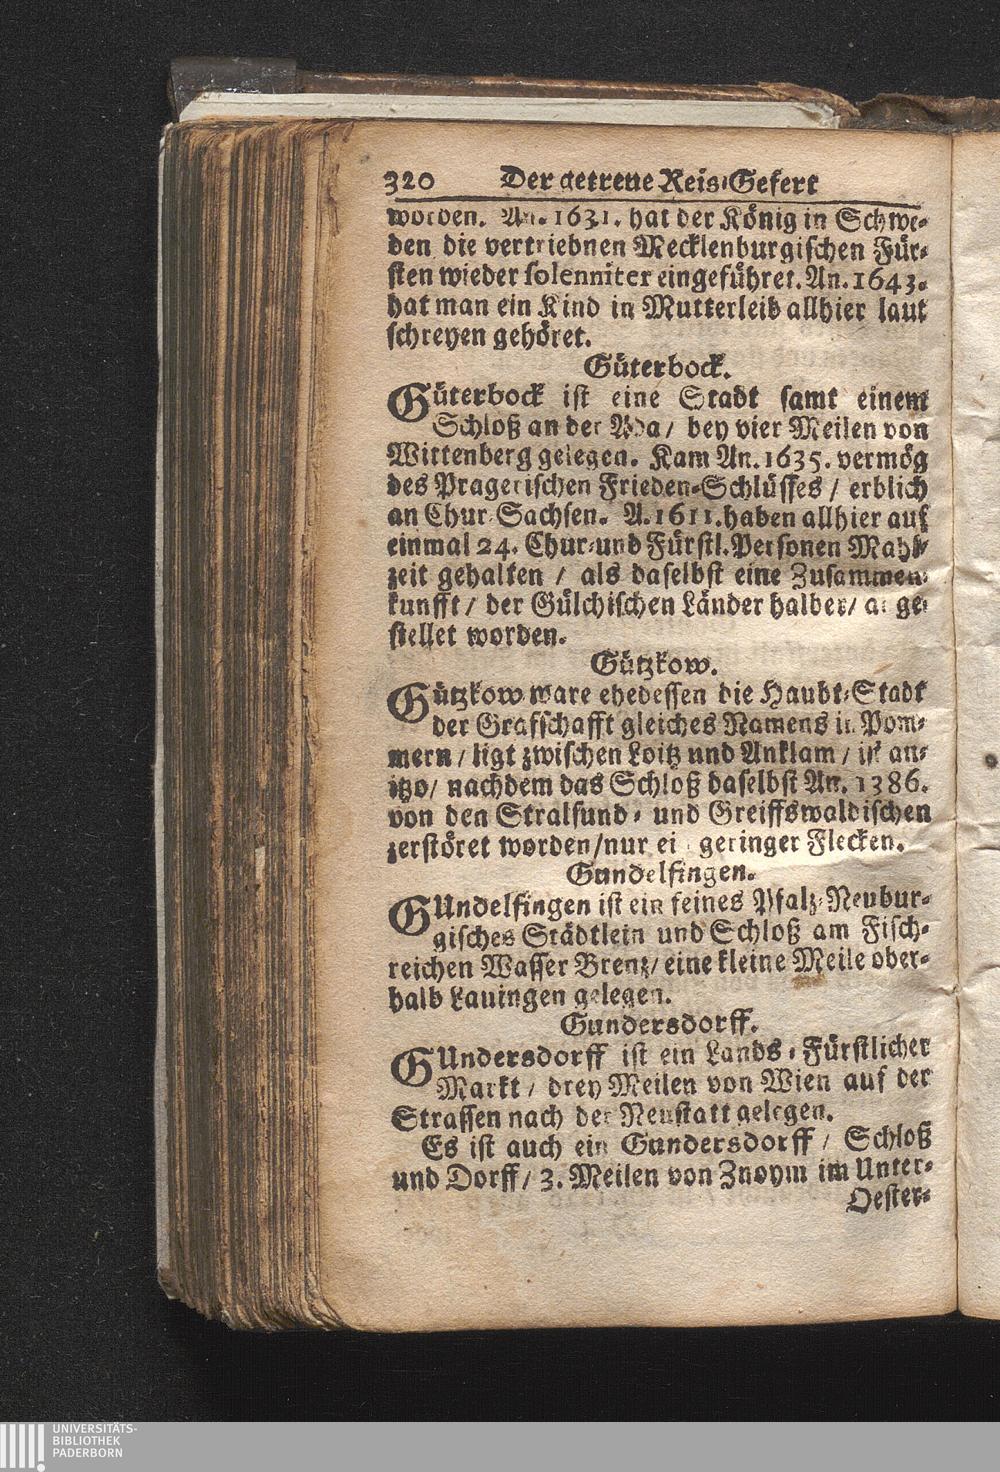 320 Der getreue Reis-Gefert
worden. An. 1631. hat der König in Schwe-
den die vertriebnen Mecklenburgischen Für-
sten wieder solenniter eingeführet. An. 1643.
hat man ein Kind in Mutterleib allhier laut
schreyen gehöret.
Güterbock.
Güterbock ist eine Stadt samt einem
Schloß an der Ada / bey vier Meilen von
Wittenberg gelegen. Kam An. 1635. vermög
des Pragerischen Frieden-Schlüsses / erblich
an Chur-Sachsen. A. 1611. haben allhier auf
einmal 24. Chur- und Fürstl. Personen Mahl-
zeit gehalten / als daselbst eine Zusammen-
kunfft / der Gülchischen Länder halber / ange-
stellet worden.
Gützkow.
Gützkow ware ehedessen die Haubt-Stadt
der Grafschafft gleiches Namens in Pom-
mern / ligt zwischen Loitz und Anklam / ist an-
itzo / nachdem das Schloß daselbst An. 1386.
von den Stralsund- und Greiffswaldischen
zerstöret worden / nur ein geringer Flecken.
Gundelfingen.
GUndelfingen ist ein feines Pfalz-Neubur-
gisches Städtlein und Schloß am Fisch-
reichen Wasser Brenz / eine kleine Meile ober-
halb Lauingen gelegen.
Gundersdorff.
GUndersdorff ist ein Lands-Fürstlicher
Markt / drey Meilen von Wien auf der
Strassen nach der Neustatt gelegen.
Es ist auch ein Gundersdorff / Schloß
und Dorff / 3. Meilen von Znoym im Unter-
Oester-
UNIVERSITÄTS-
BIBLIOTHEK
PADERBORN